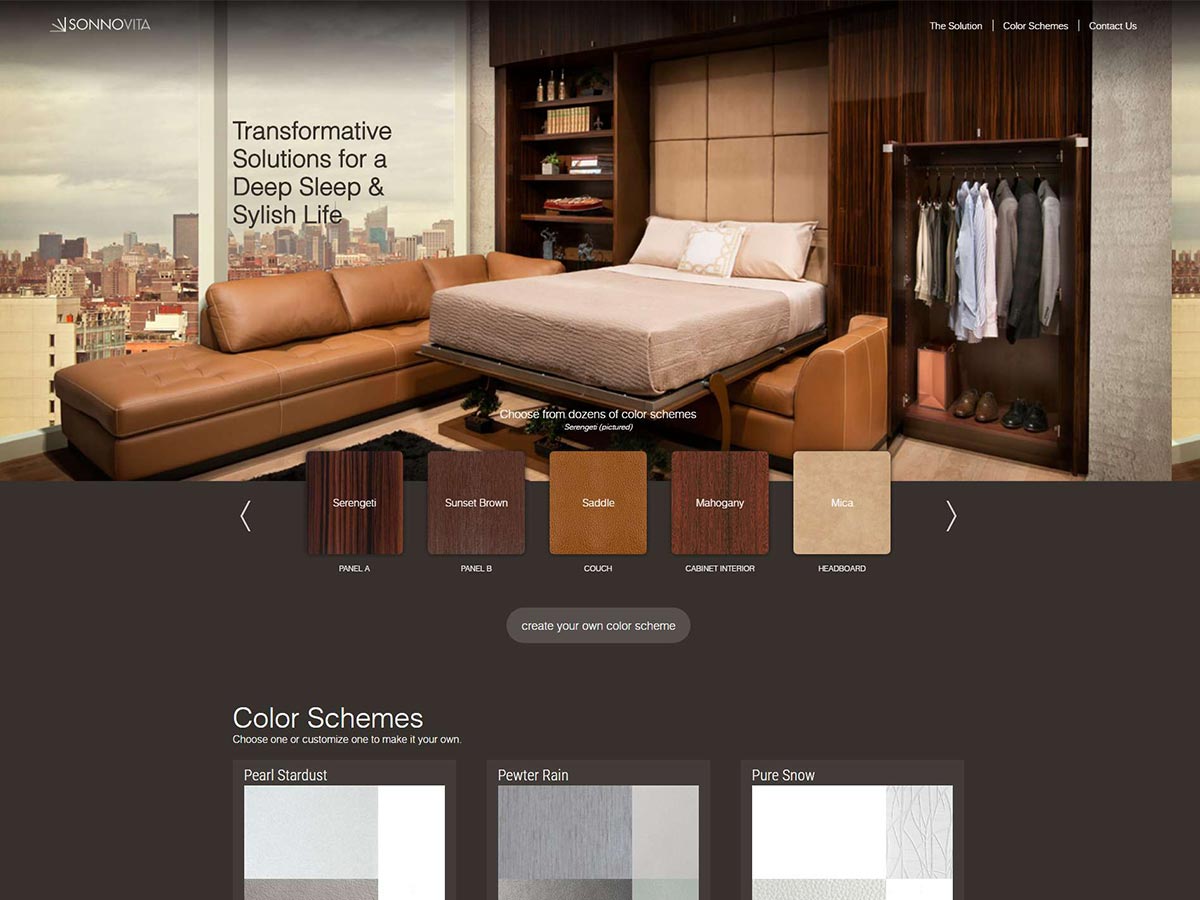 SONNOVITA
The Solution
Color Schemes
Contact Us
Transformative
Solutions for a
Deep Sleep &
Sylish Life
Choose from dozens of color schemes
Serengeti (pictured)
Serengeti
Sunset Brown
Saddle
Mahogany
Mica
PANEL A
PANEL B
COUCH
CABINET INTERIOR
HEADBOARD
create your own color scheme
Color Schemes
Choose one or customize one to make it your own.
Pearl Stardust
Pewter Rain
Pure Snow